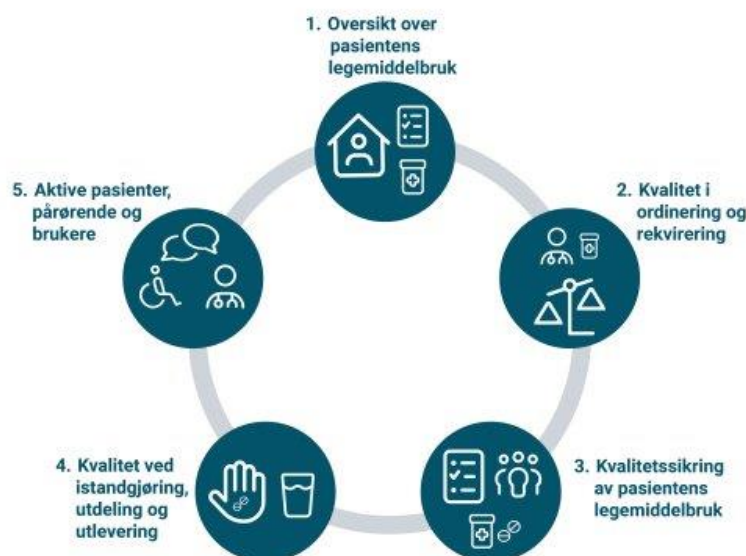 1. Oversikt over
pasientens
legemiddelbruk
2. Kvalitet i
ordinering og
rekvirering
3. Kvalitetssikring
av pasientens
legemiddelbruk
4. Kvalitet ved
istandgjøring,
utdeling og
utlevering
5. Aktive pasienter,
pårørende og
brukere